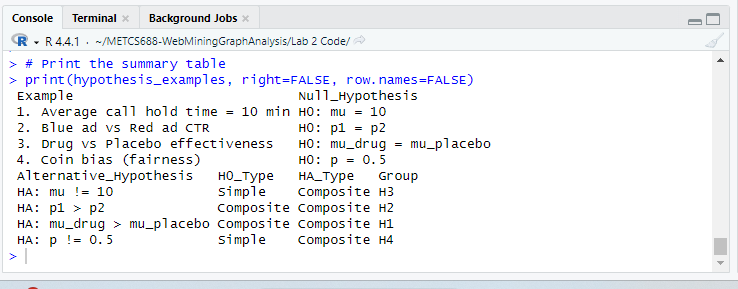 Console Terminal Background Jobs
R 4.4.1 · ~/METCS688-WebMiningGraphAnalysis/Lab 2 Code/
> # Print the summary table
> print(hypothesis_examples, right=FALSE, row.names=FALSE)
Example                            Null_Hypothesis
1. Average call hold time = 10 min H0: mu = 10
2. Blue ad vs Red ad CTR           H0: p1 = p2
3. Drug vs Placebo effectiveness   H0: mu_drug = mu_placebo
4. Coin bias (fairness)            H0: p = 0.5
Alternative_Hypothesis   H0_Type   HA_Type   Group
HA: mu != 10             Simple    Composite H3
HA: p1 > p2              Composite Composite H2
HA: mu_drug > mu_placebo Composite Composite H1
HA: p != 0.5             Simple    Composite H4
>